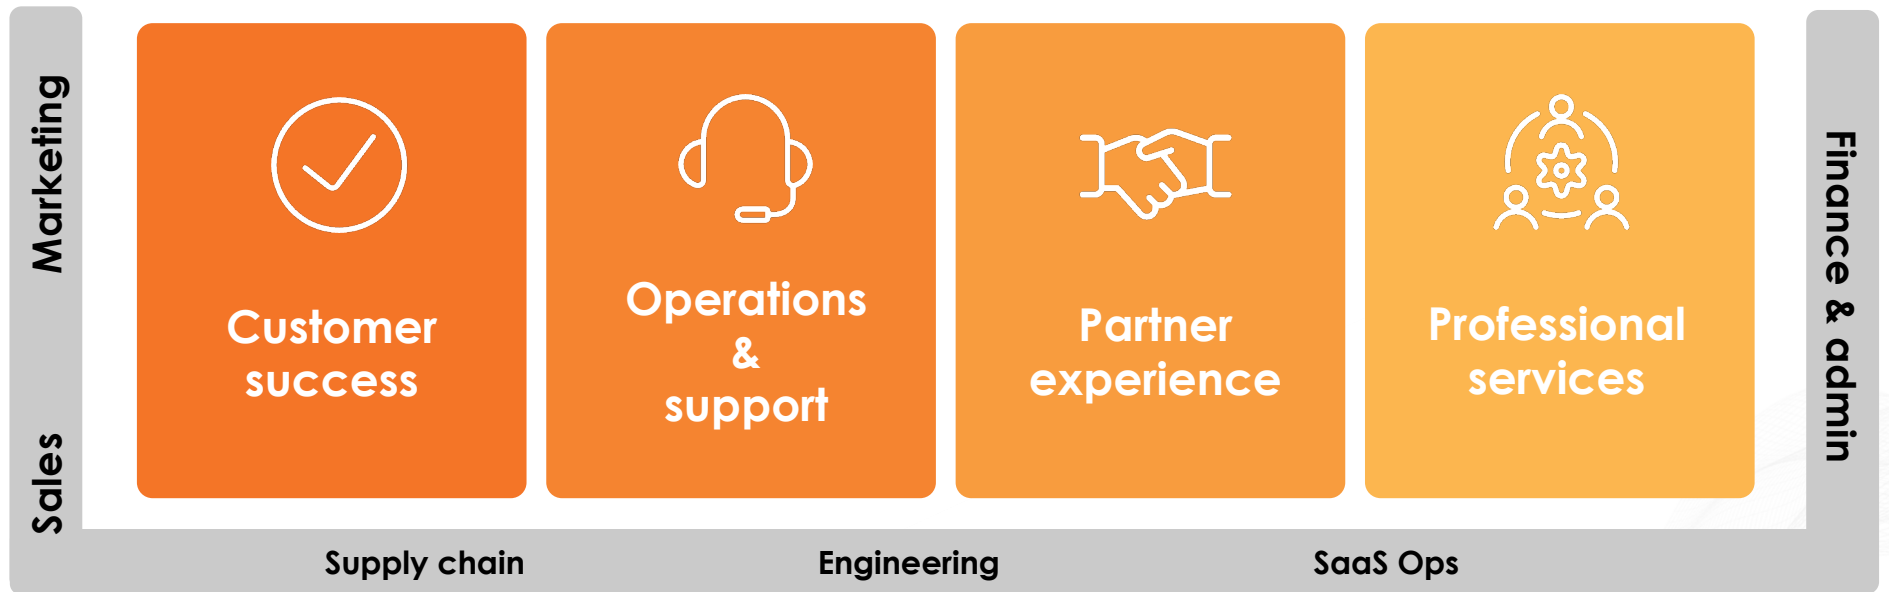 Marketing
Sales
Customer
success
Operations
&
support
Partner
experience
Professional
services
Finance & admin
Supply chain
Engineering
SaaS Ops